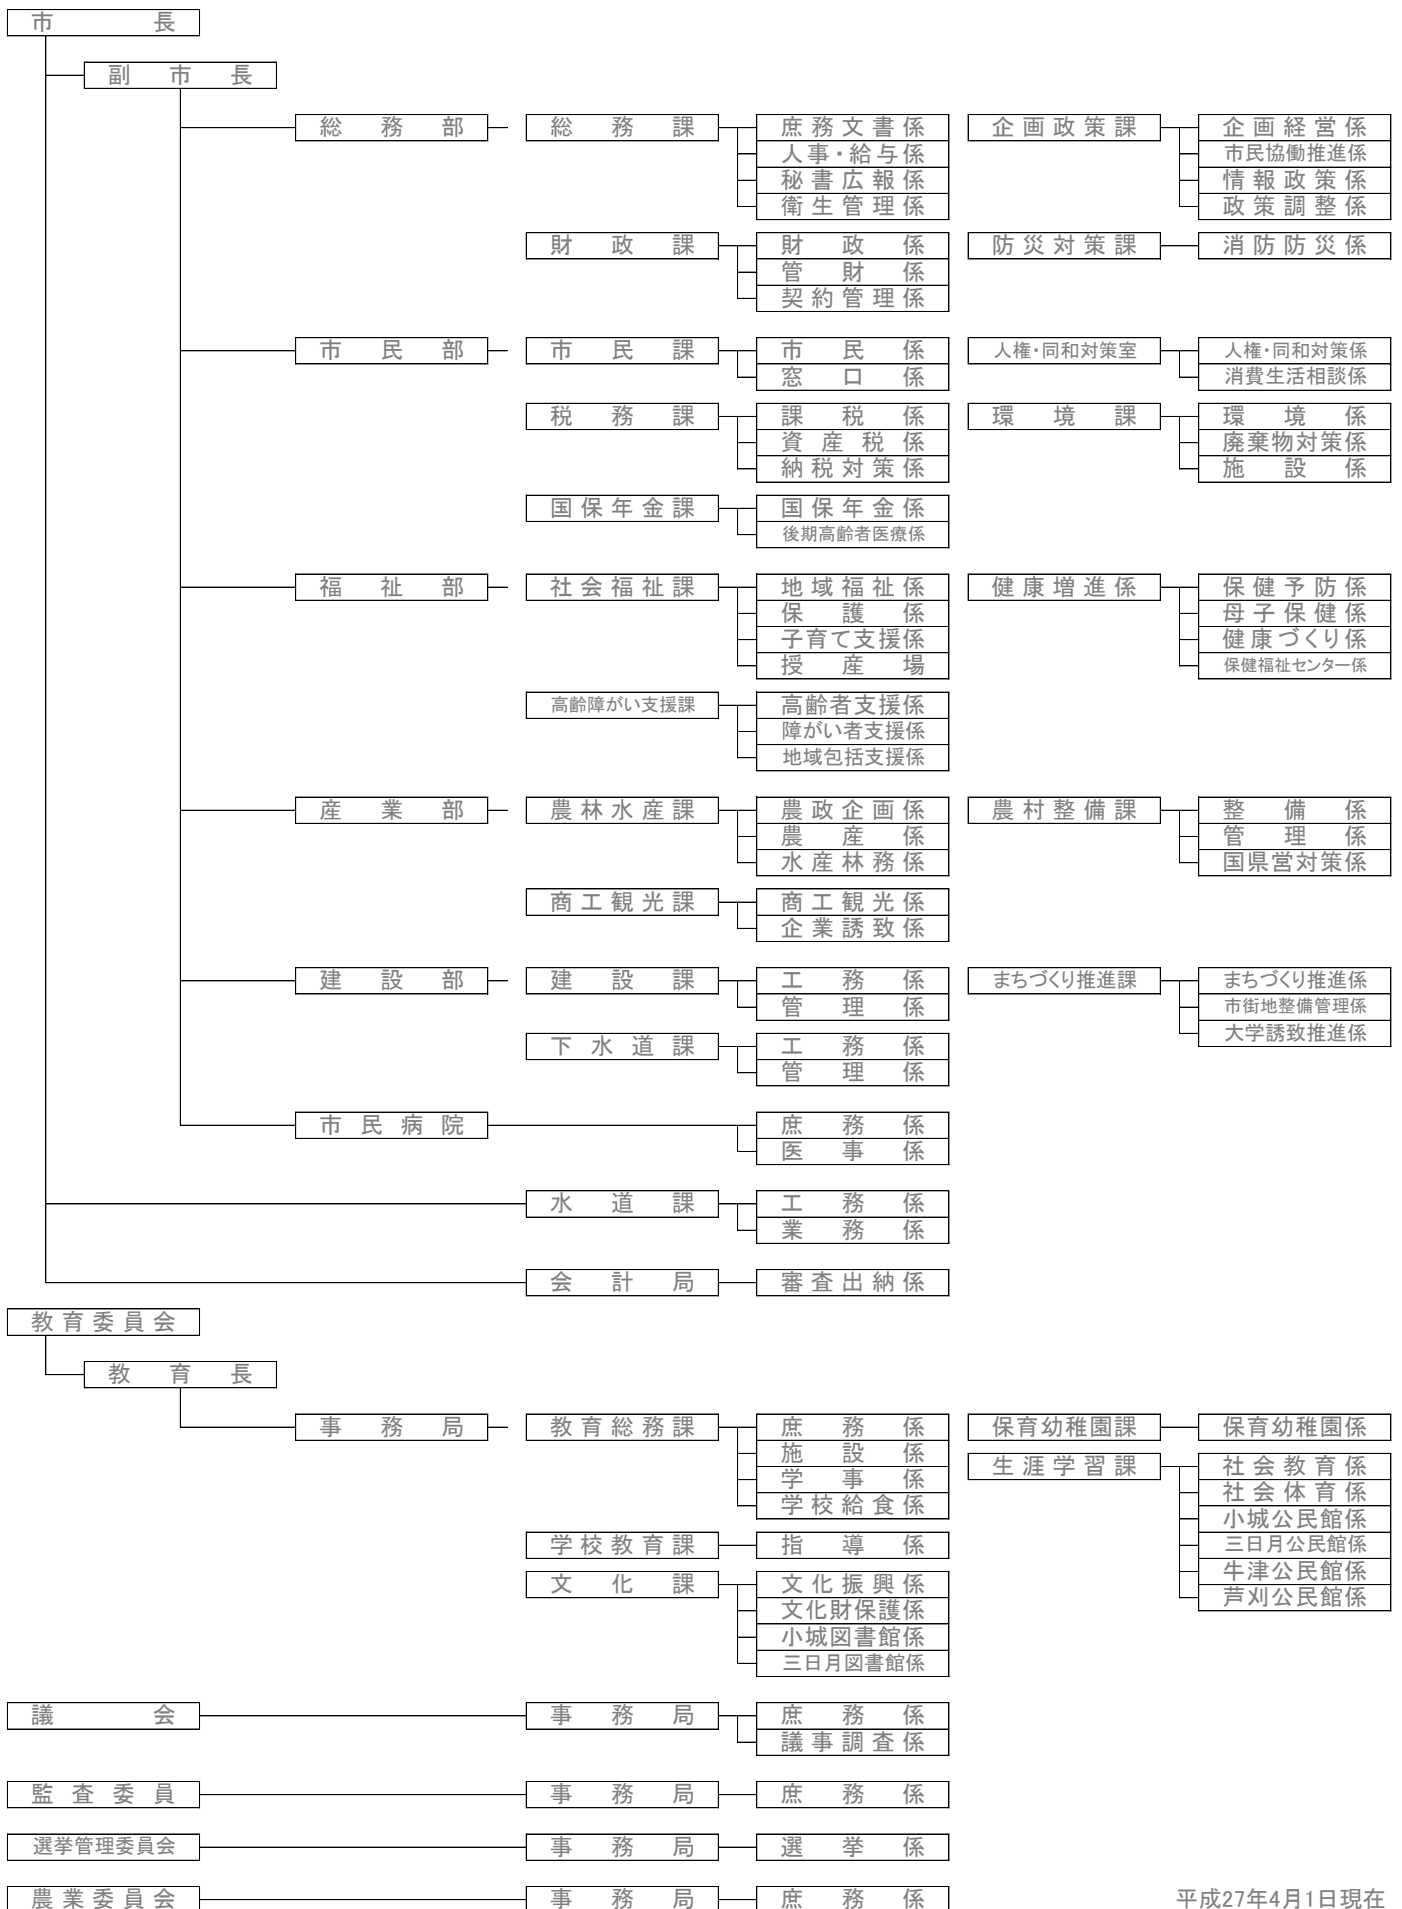 市長
副市長
総務部 総務課 庶務文書係 企画政策課 企画経営係
人事・給与係 市民協働推進係
秘書広報係 情報政策係
衛生管理係 政策調整係
財政課 財政係 防災対策課 消防防災係
管財係
契約管理係
市民部 市民課 市民係 人権・同和対策室 人権・同和対策係
窓口係 消費生活相談係
税務課 課税係 環境課 環境係
資産税係 廃棄物対策係
納税対策係 施設係
国保年金課 国保年金係
後期高齢者医療係
福祉部 社会福祉課 地域福祉係 健康増進係 保健予防係
保護係 母子保健係
子育て支援係 健康づくり係
授産場 保健福祉センター係
高齢障がい支援課 高齢者支援係
障がい者支援係
地域包括支援係
産業部 農林水産課 農政企画係 農村整備課 整備係
農産係 管理係
水産林務係 国県営対策係
商工観光課 商工観光係
企業誘致係
建設部 建設課 工務係 まちづくり推進課 まちづくり推進係
管理係 市街地整備管理係
大学誘致推進係
下水道課 工務係
管理係
市民病院 庶務係
医事係
水道課 工務係
業務係
会計局 審査出納係
教育委員会
教育長
事務局 教育総務課 庶務係 保育幼稚園課 保育幼稚園係
施設係 生涯学習課 社会教育係
学事係 社会体育係
学校給食係 小城公民館係
学校教育課 指導係 三日月公民館係
牛津公民館係
文化課 文化振興係 芦刈公民館係
文化財保護係
小城図書館係
三日月図書館係
議会 事務局 庶務係
議事調査係
監査委員 事務局 庶務係
選挙管理委員会 事務局 選挙係
農業委員会 事務局 庶務係 平成27年4月1日現在